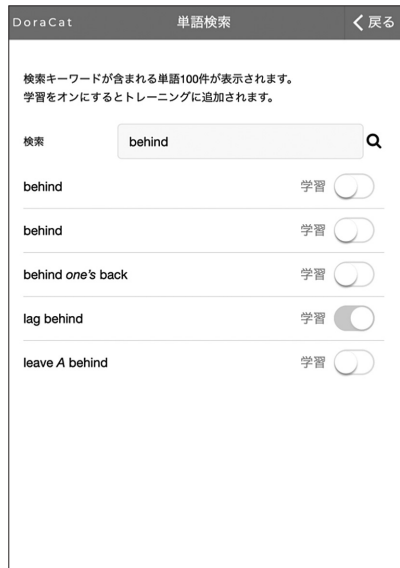 DoraCat 単語検索 戻る
検索キーワードが含まれる単語100件が表示されます。
学習をオンにするとトレーニングに追加されます。
検索 behind
behind 学習
behind 学習
behind one's back 学習
lag behind 学習
leave A behind 学習